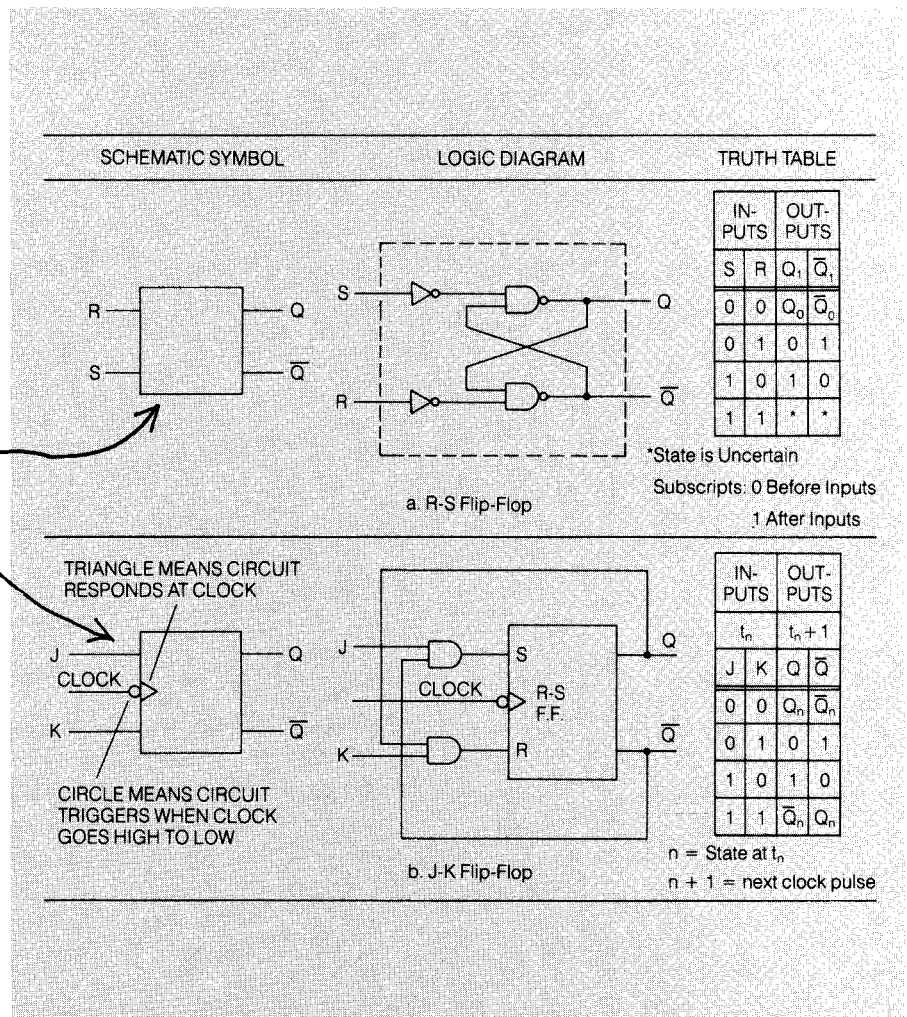 SCHEMATIC SYMBOL LOGIC DIAGRAM TRUTH TABLE
R
S
Q
Q̅
S
R
Q
Q̅
a. R-S Flip-Flop
IN- OUT-
PUTS PUTS
S R Q₁ Q̅₁
0 0 Q₀ Q̅₀
0 1 0 1
1 0 1 0
1 1 * *
*State is Uncertain
Subscripts: 0 Before Inputs
1 After Inputs
TRIANGLE MEANS CIRCUIT
RESPONDS AT CLOCK
J
CLOCK
K
Q
Q̅
CIRCLE MEANS CIRCUIT
TRIGGERS WHEN CLOCK
GOES HIGH TO LOW
J
CLOCK
K
S
R-S
F.F.
R
Q
Q̅
b. J-K Flip-Flop
IN- OUT-
PUTS PUTS
tₙ tₙ + 1
J K Q Q̅
0 0 Qₙ Q̅ₙ
0 1 0 1
1 0 1 0
1 1 Q̅ₙ Qₙ
n = State at tₙ
n + 1 = next clock pulse